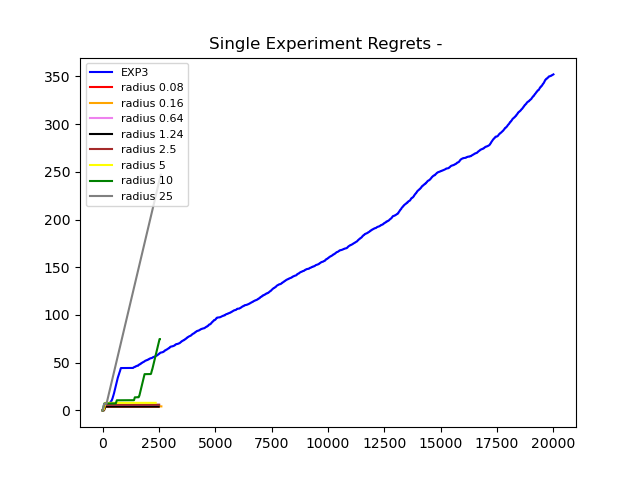 Single Experiment Regrets -
EXP3
radius 0.08
radius 0.16
radius 0.64
radius 1.24
radius 2.5
radius 5
radius 10
radius 25
350
300
250
200
150
100
50
0
0 2500 5000 7500 10000 12500 15000 17500 20000